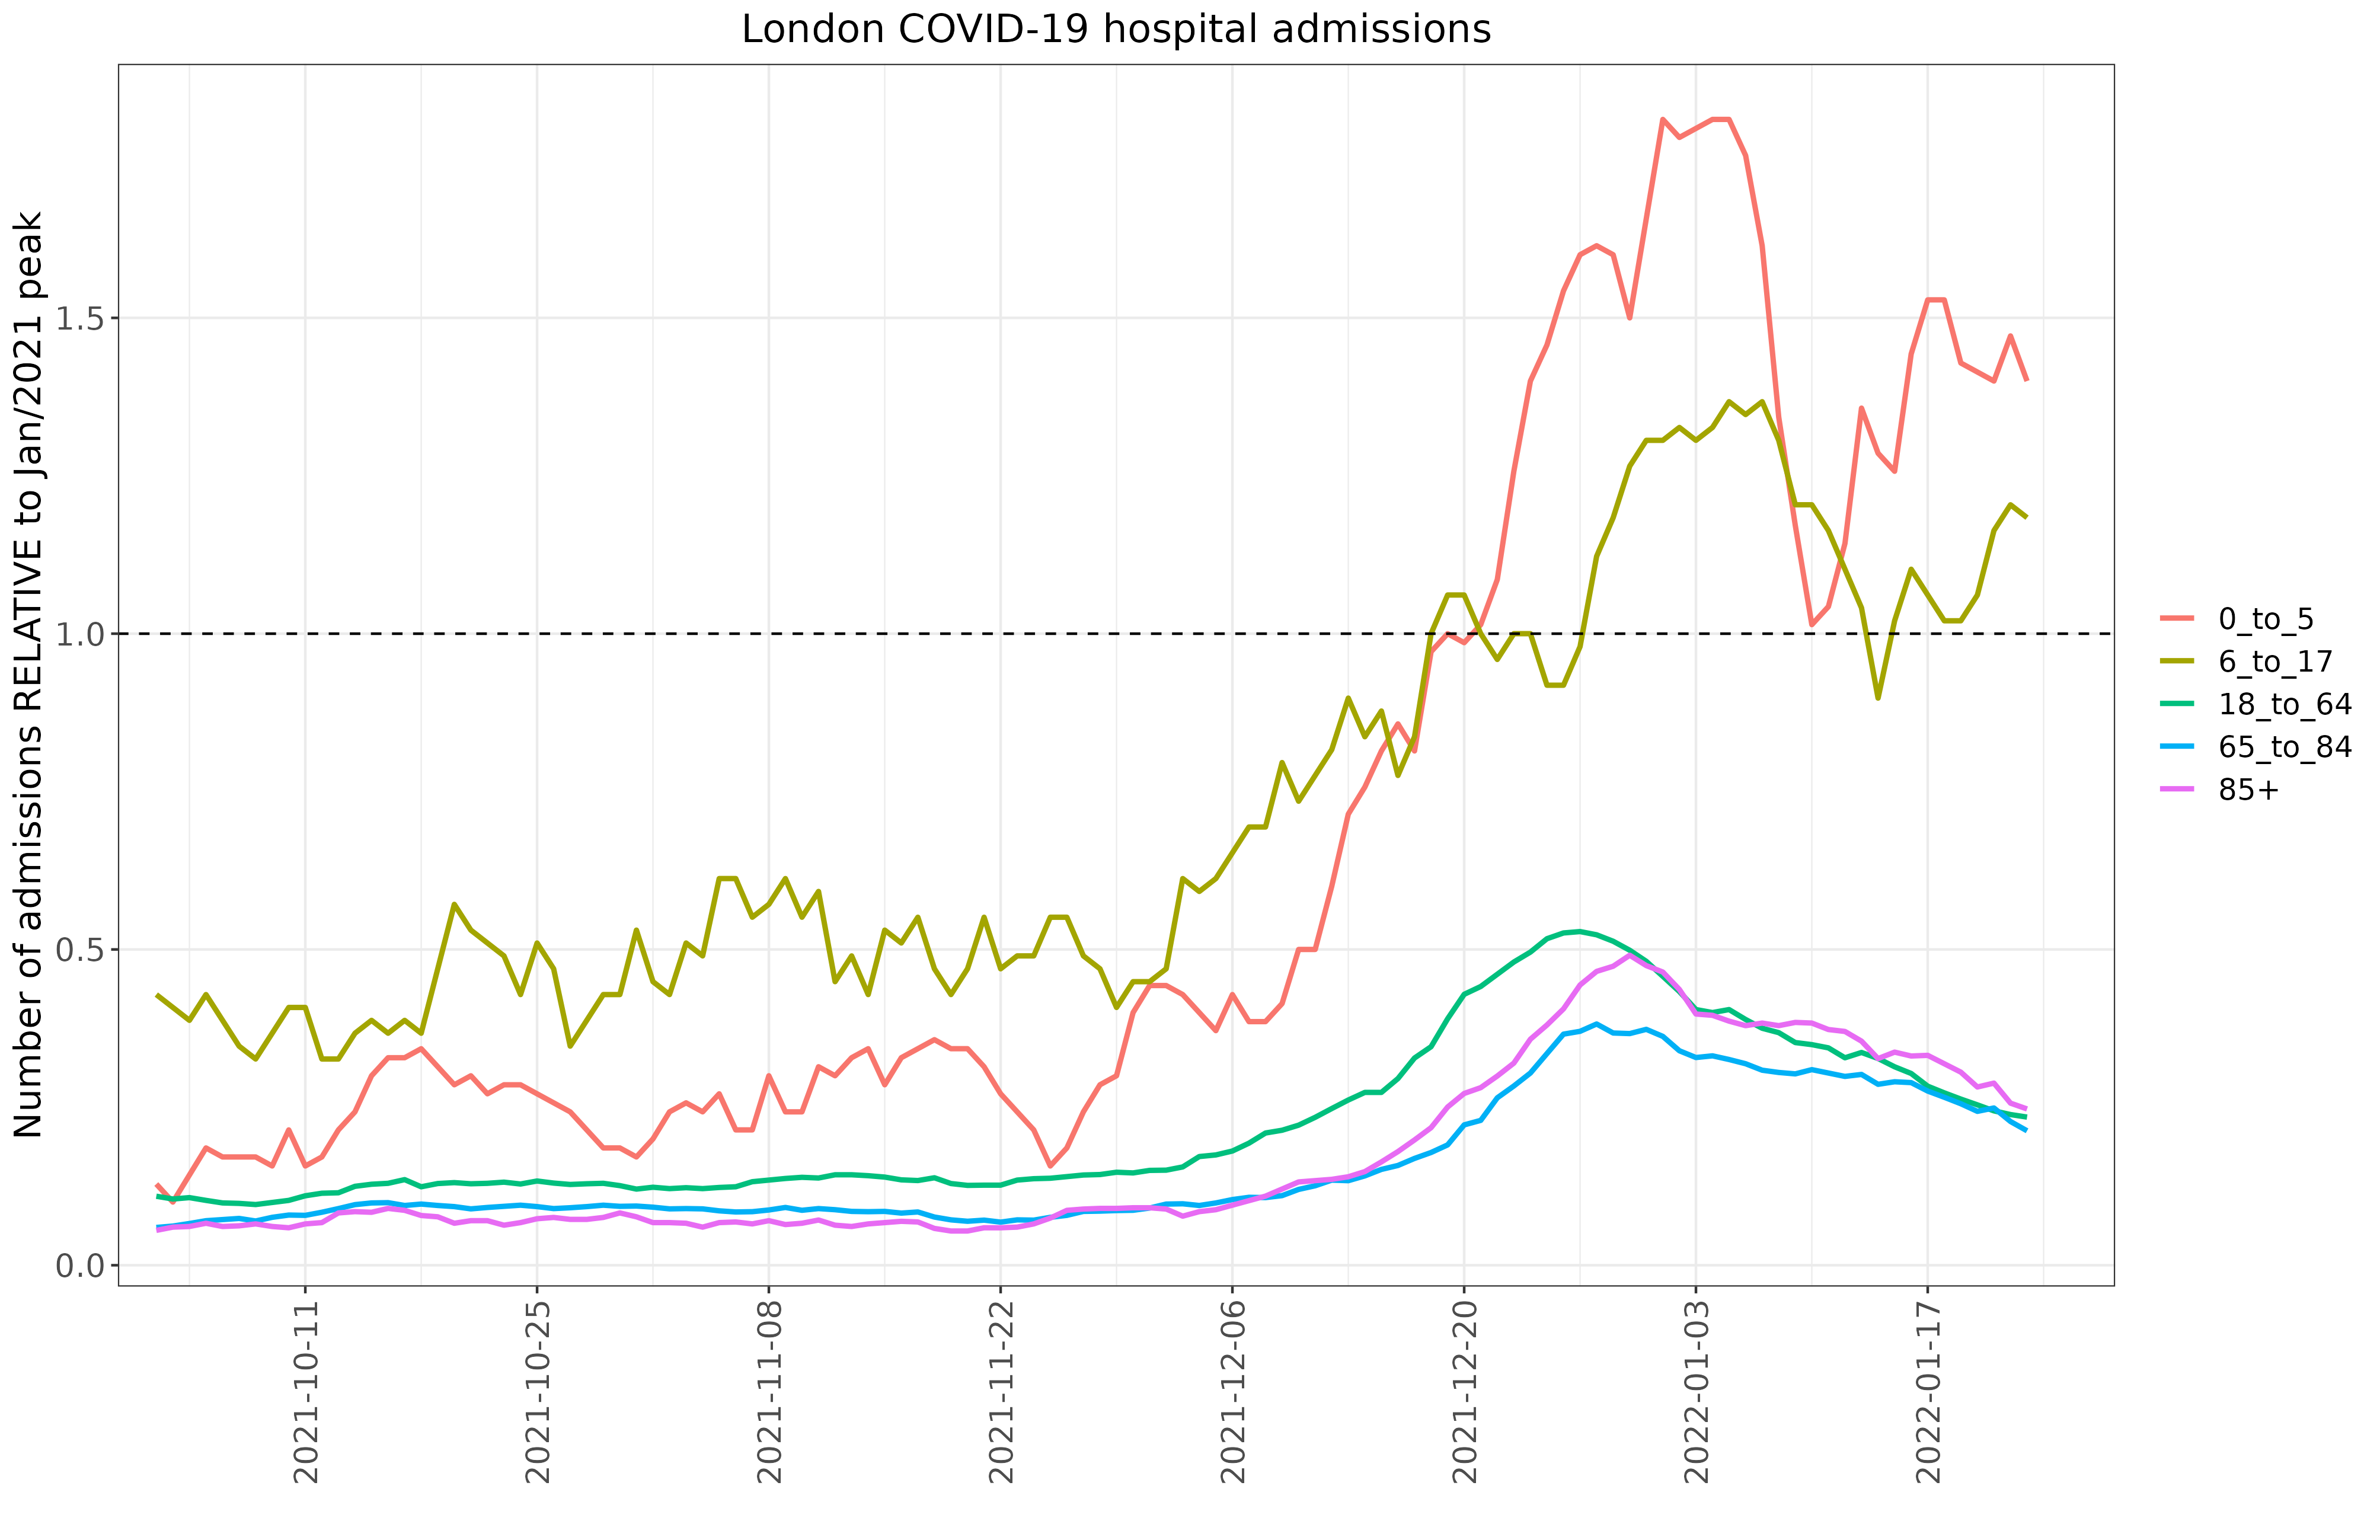 London COVID-19 hospital admissions
Number of admissions RELATIVE to Jan/2021 peak
1.5
1.0
0.5
0.0
2021-10-11
2021-10-25
2021-11-08
2021-11-22
2021-12-06
2021-12-20
2022-01-03
2022-01-17
0_to_5
6_to_17
18_to_64
65_to_84
85+